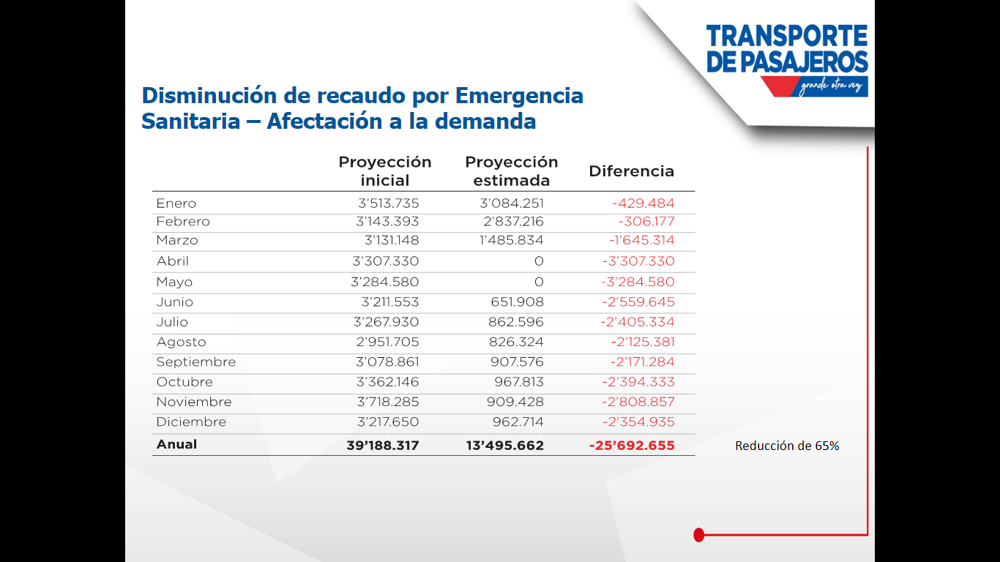 TRANSPORTE
DE PASAJEROS
grande otra vez
Disminución de recaudo por Emergencia
Sanitaria – Afectación a la demanda
Proyección inicial Proyección estimada Diferencia
Enero 3’513.735 3’084.251 -429.484
Febrero 3’143.393 2’837.216 -306.177
Marzo 3’131.148 1’485.834 -1’645.314
Abril 3’307.330 0 -3’307.330
Mayo 3’284.580 0 -3’284.580
Junio 3’211.553 651.908 -2’559.645
Julio 3’267.930 862.596 -2’405.334
Agosto 2’951.705 826.324 -2’125.381
Septiembre 3’078.861 907.576 -2’171.284
Octubre 3’362.146 967.813 -2’394.333
Noviembre 3’718.285 909.428 -2’808.857
Diciembre 3’217.650 962.714 -2’354.935
Anual 39’188.317 13’495.662 -25’692.655
Reducción de 65%